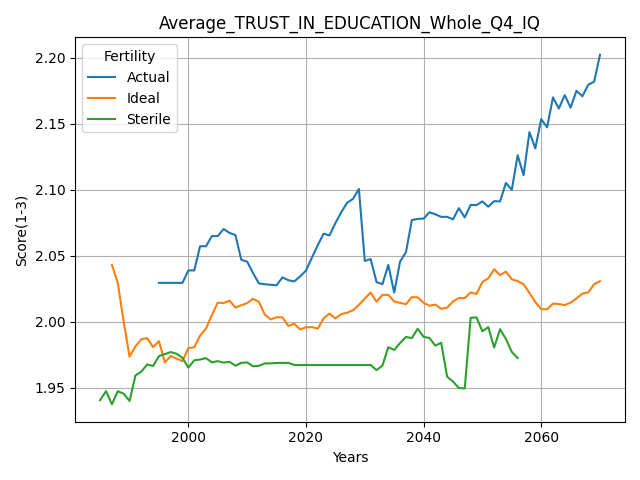 Average_TRUST_IN_EDUCATION_Whole_Q4_IQ
Fertility
Actual
Ideal
Sterile
Score(1-3)
2.20
2.15
2.10
2.05
2.00
1.95
2000
2020
2040
2060
Years